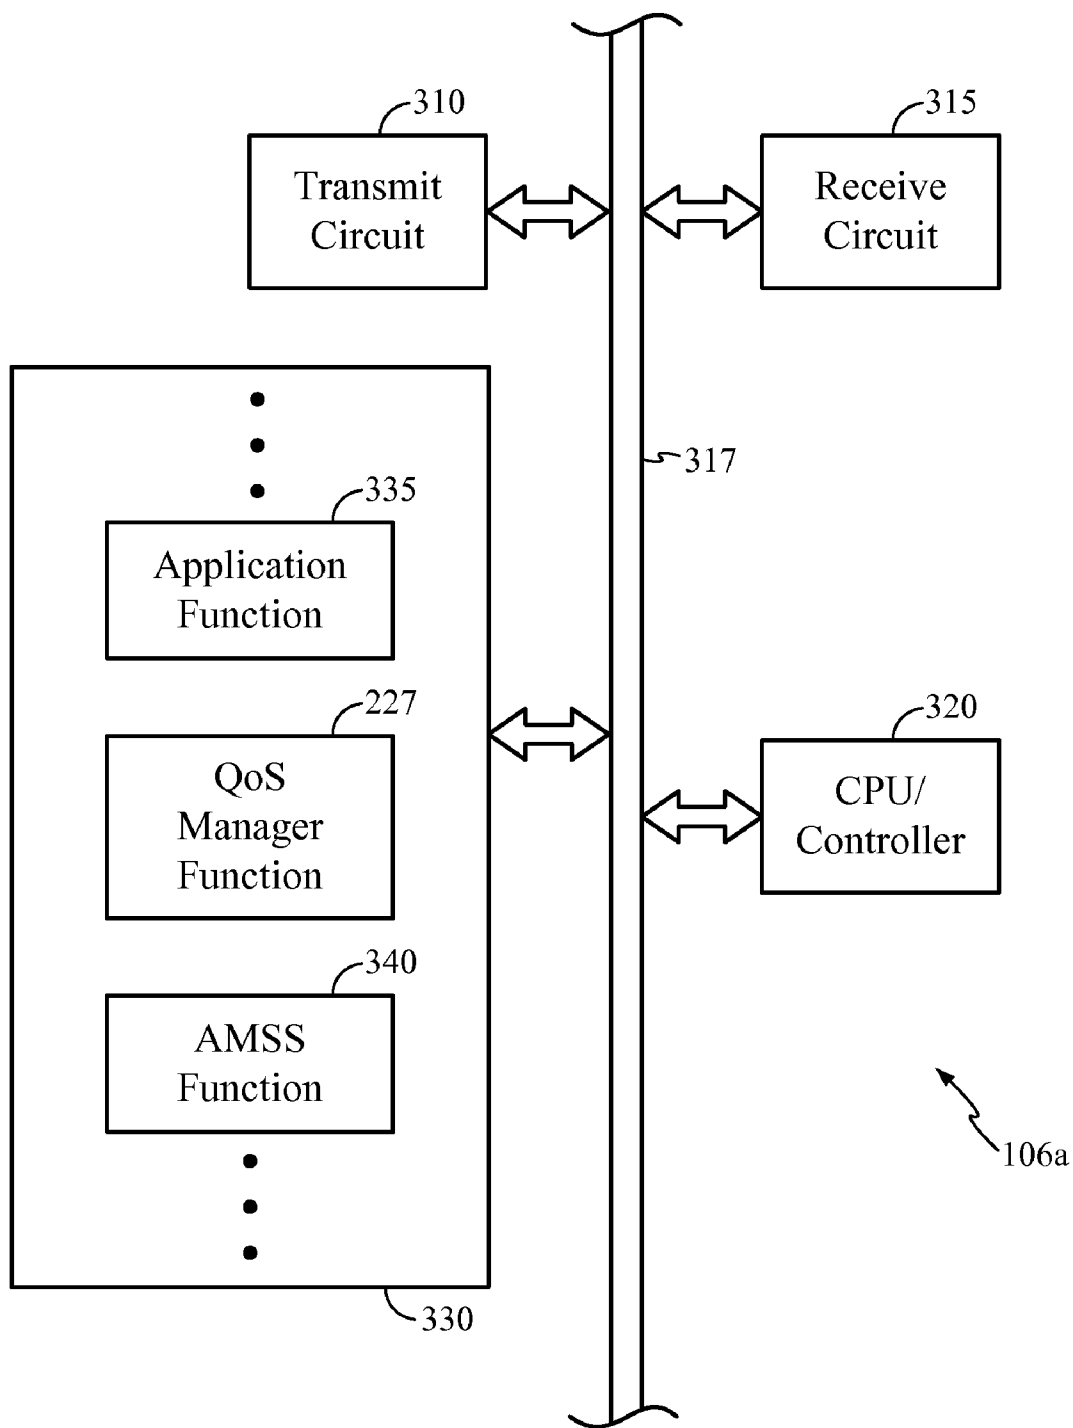 310
Transmit
Circuit
315
Receive
Circuit
317
335
Application
Function
227
QoS
Manager
Function
320
CPU/
Controller
340
AMSS
Function
106a
330